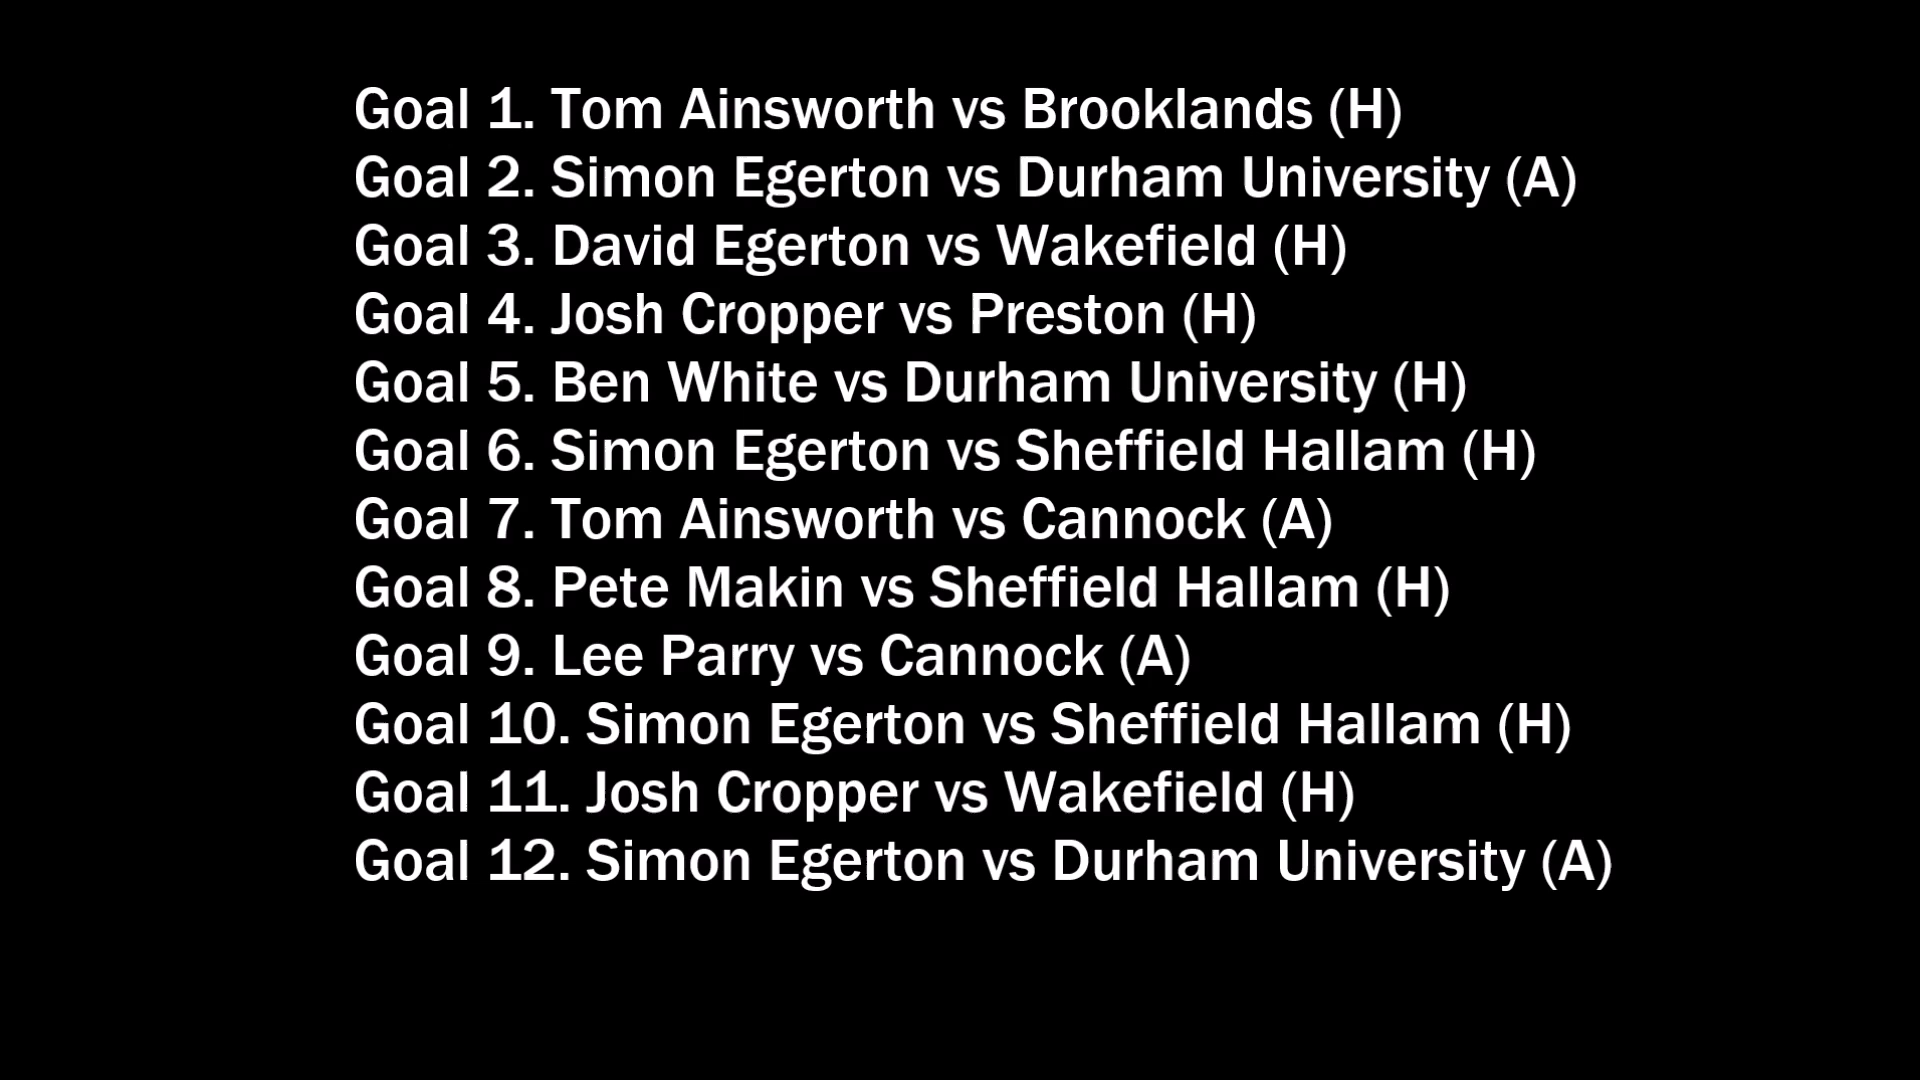 Goal 1. Tom Ainsworth vs Brooklands (H)
Goal 2. Simon Egerton vs Durham University (A)
Goal 3. David Egerton vs Wakefield (H)
Goal 4. Josh Cropper vs Preston (H)
Goal 5. Ben White vs Durham University (H)
Goal 6. Simon Egerton vs Sheffield Hallam (H)
Goal 7. Tom Ainsworth vs Cannock (A)
Goal 8. Pete Makin vs Sheffield Hallam (H)
Goal 9. Lee Parry vs Cannock (A)
Goal 10. Simon Egerton vs Sheffield Hallam (H)
Goal 11. Josh Cropper vs Wakefield (H)
Goal 12. Simon Egerton vs Durham University (A)